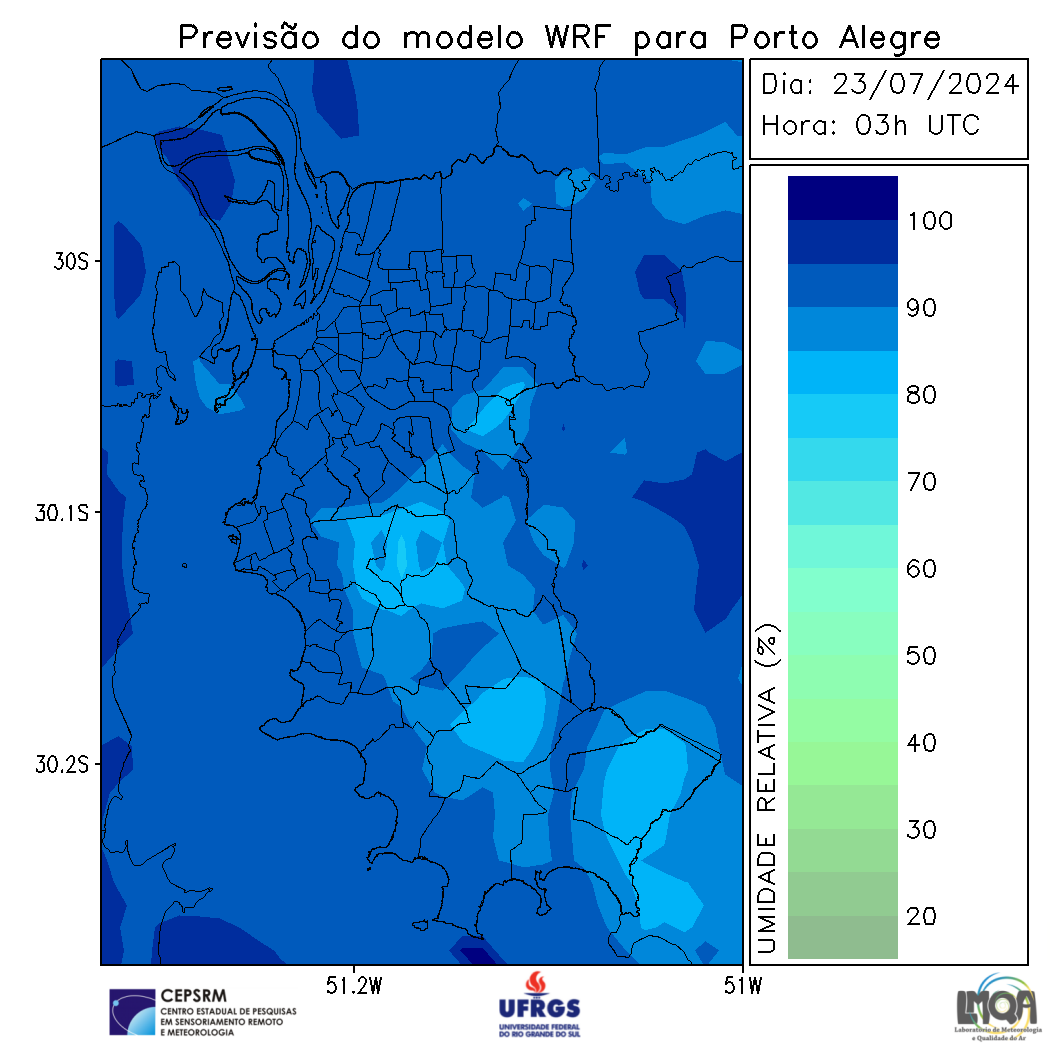 Previsão do modelo WRF para Porto Alegre
Dia: 23/07/2024
Hora: 03h UTC
30S
30.1S
30.2S
51.2W
51W
100
90
80
70
60
50
40
30
20
UMIDADE RELATIVA (%)
CEPSRM
CENTRO ESTADUAL DE PESQUISAS
EM SENSORIAMENTO REMOTO
E METEOROLOGIA
UFRGS
UNIVERSIDADE FEDERAL
DO RIO GRANDE DO SUL
LMQA
Laboratório de Meteorologia
e Qualidade do Ar